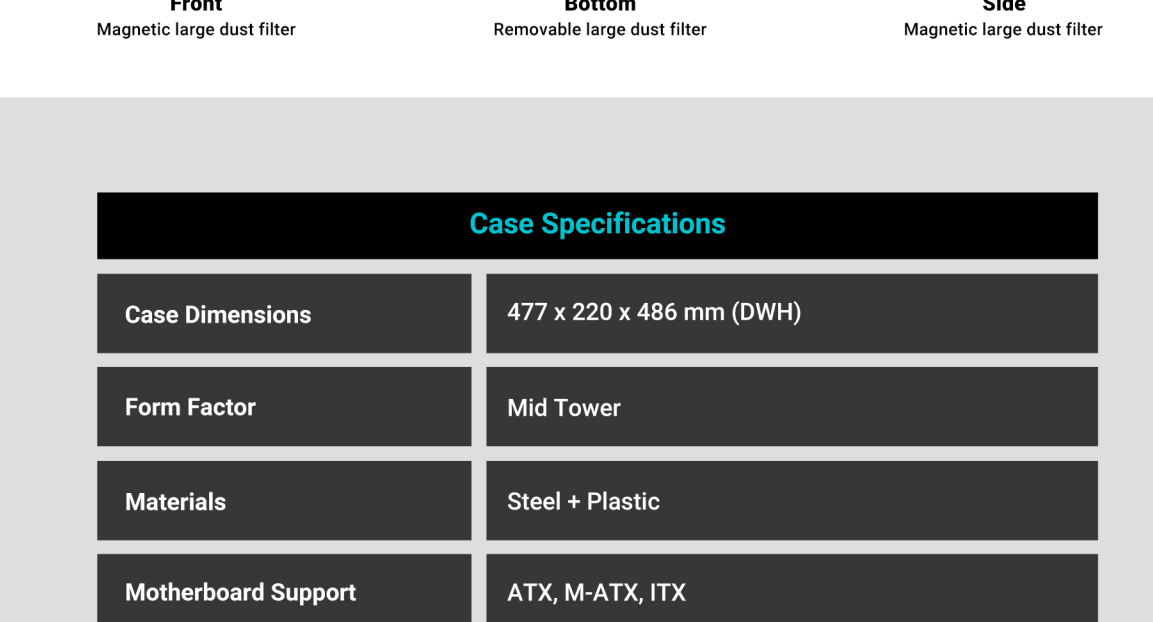 Front
Bottom
Side
Magnetic large dust filter
Removable large dust filter
Magnetic large dust filter
Case Specifications
Case Dimensions
477 x 220 x 486 mm (DWH)
Form Factor
Mid Tower
Materials
Steel + Plastic
Motherboard Support
ATX, M-ATX, ITX